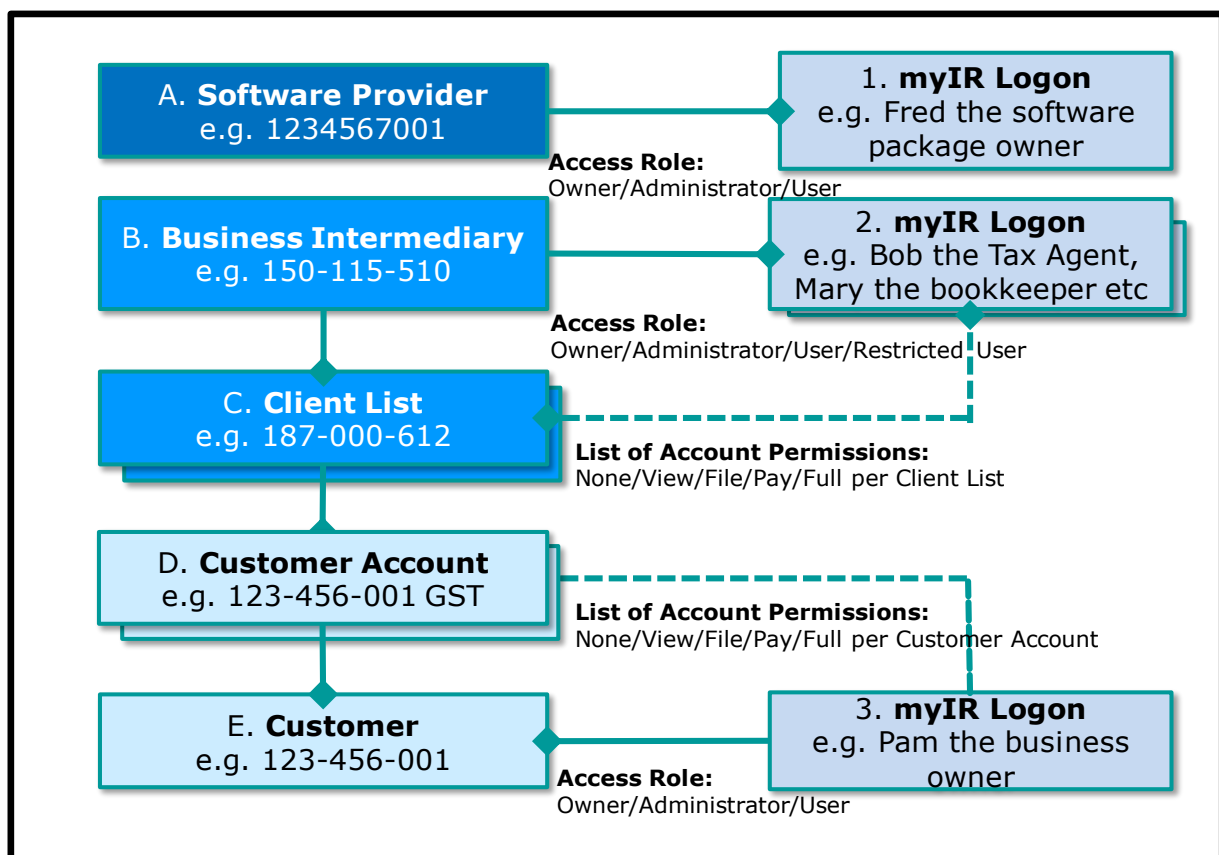 A. Software Provider
e.g. 1234567001
1. myIR Logon
e.g. Fred the software
package owner
Access Role:
Owner/Administrator/User
B. Business Intermediary
e.g. 150-115-510
2. myIR Logon
e.g. Bob the Tax Agent,
Mary the bookkeeper etc
Access Role:
Owner/Administrator/User/Restricted User
C. Client List
e.g. 187-000-612
List of Account Permissions:
None/View/File/Pay/Full per Client List
D. Customer Account
e.g. 123-456-001 GST
List of Account Permissions:
None/View/File/Pay/Full per Customer Account
E. Customer
e.g. 123-456-001
3. myIR Logon
e.g. Pam the business
owner
Access Role:
Owner/Administrator/User